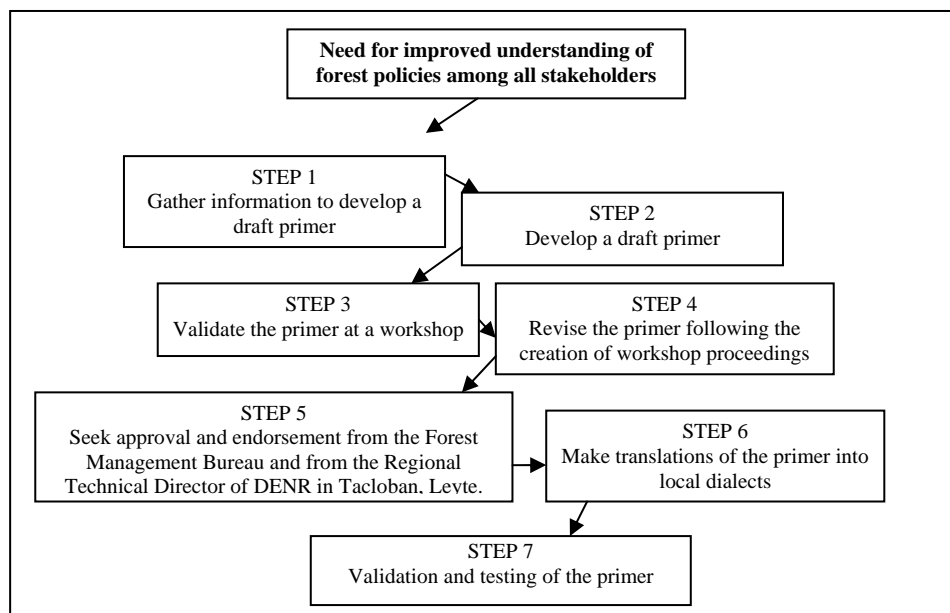 Need for improved understanding of
forest policies among all stakeholders
STEP 1
Gather information to develop a
draft primer
STEP 2
Develop a draft primer
STEP 3
Validate the primer at a workshop
STEP 4
Revise the primer following the
creation of workshop proceedings
STEP 5
Seek approval and endorsement from the Forest
Management Bureau and from the Regional
Technical Director of DENR in Tacloban, Leyte.
STEP 6
Make translations of the primer into
local dialects
STEP 7
Validation and testing of the primer